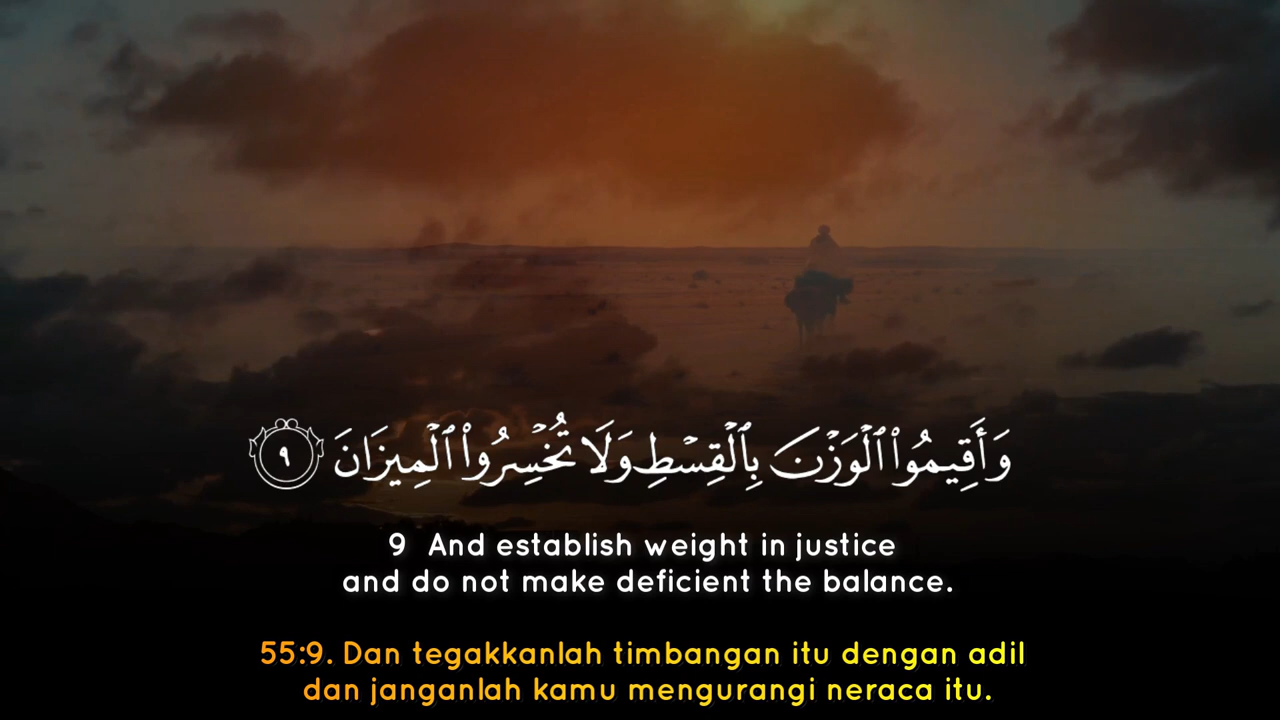 وَأَقِيمُوا۟ ٱلْوَزْنَ بِٱلْقِسْطِ وَلَا تُخْسِرُوا۟ ٱلْمِيزَانَ ٩
9 And establish weight in justice
and do not make deficient the balance.
55:9. Dan tegakkanlah timbangan itu dengan adil
dan janganlah kamu mengurangi neraca itu.